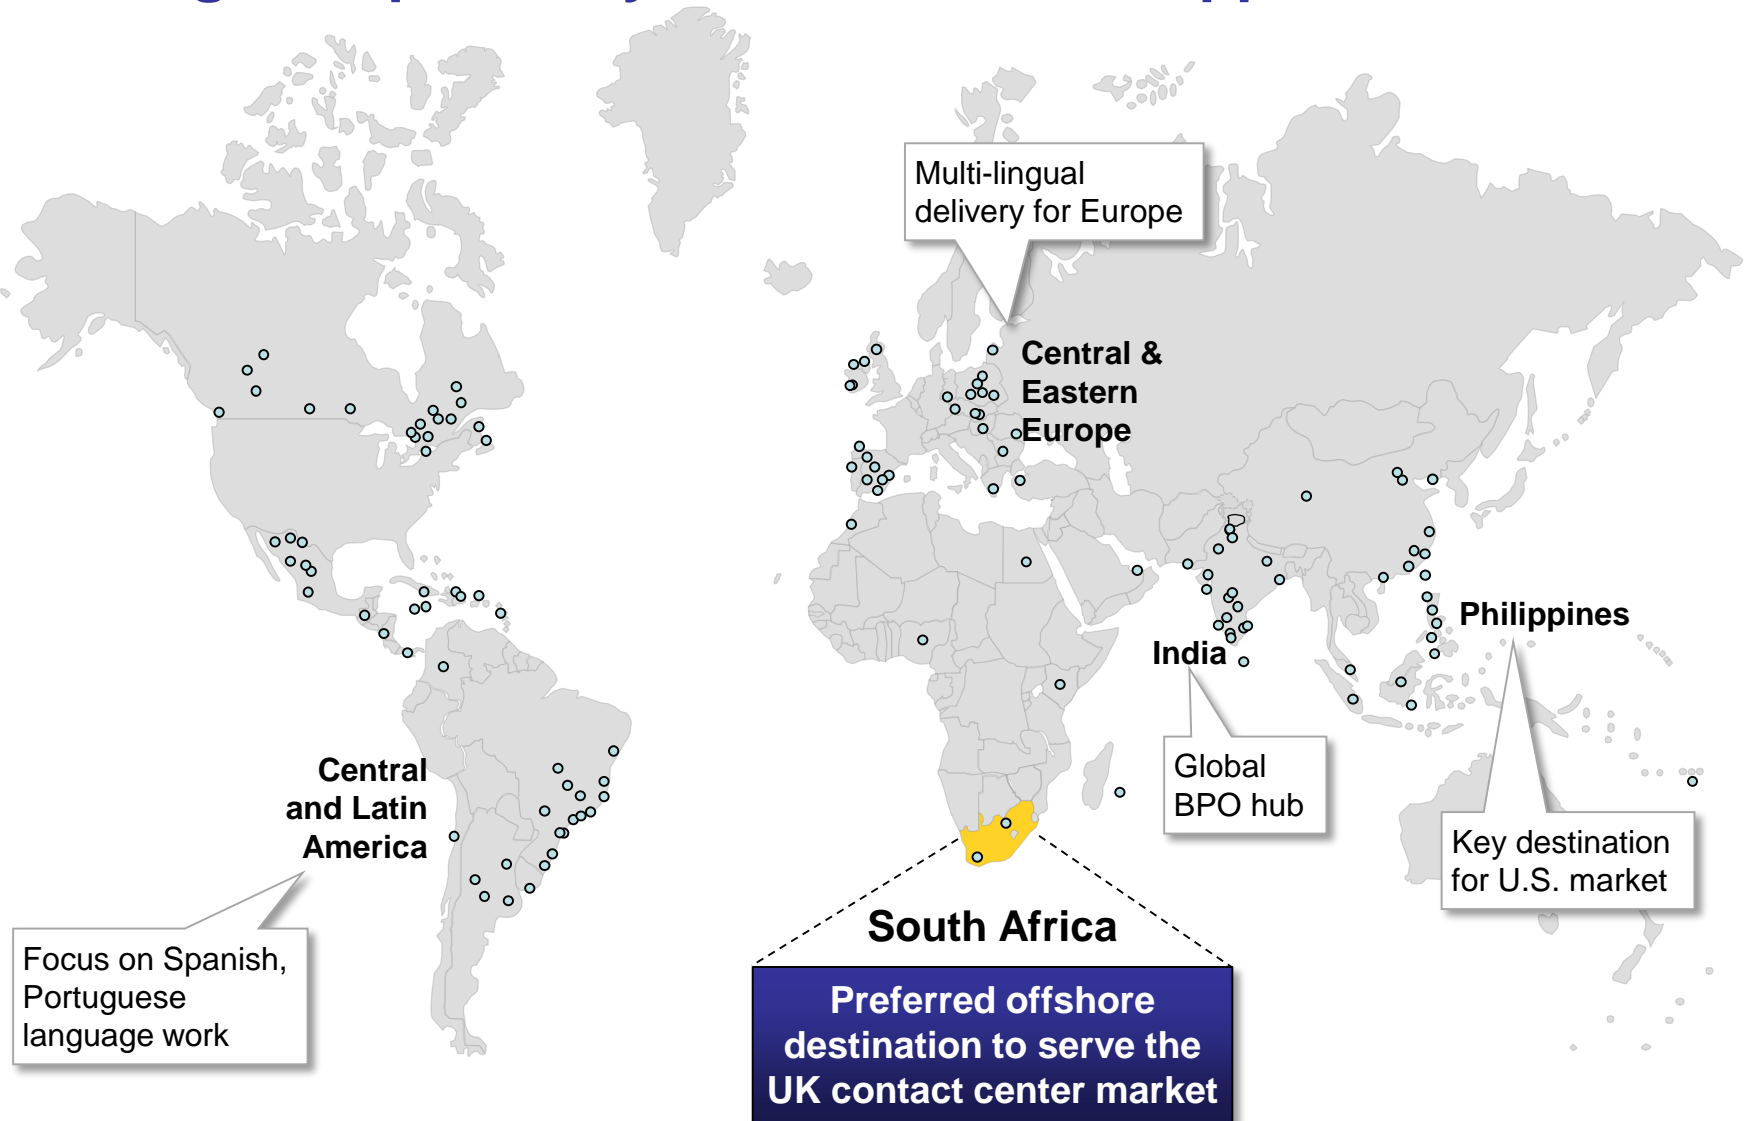 Multi-lingual
delivery for Europe
Central &
Eastern
Europe
Philippines
India
Global
BPO hub
Central
and Latin
America
Key destination
for U.S. market
South Africa
Focus on Spanish,
Portuguese
language work
Preferred offshore
destination to serve the
UK contact center market